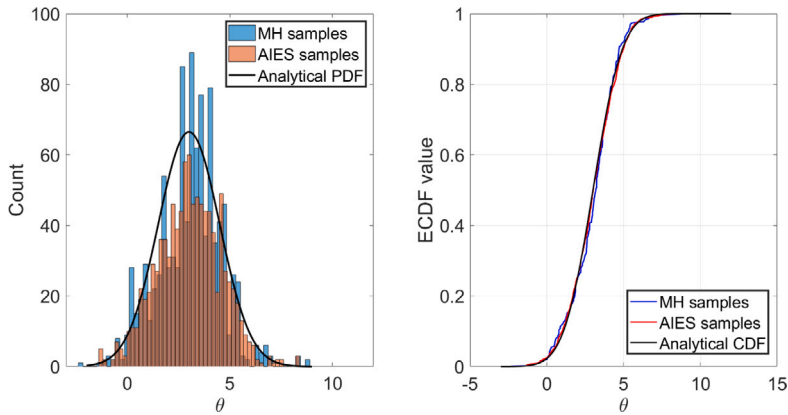 100
80
60
40
20
0
Count
0
5
10
θ
MH samples
AIES samples
Analytical PDF
1
0.8
0.6
0.4
0.2
0
ECDF value
-5
0
5
10
15
θ
MH samples
AIES samples
Analytical CDF